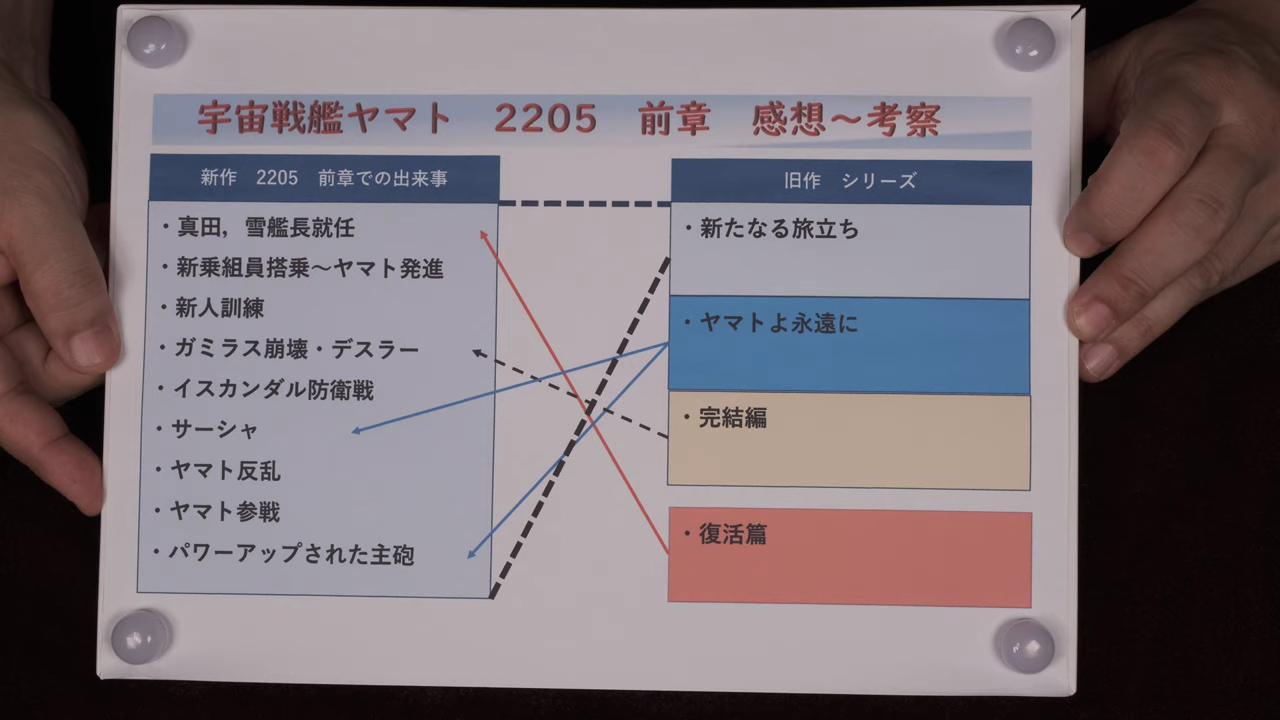 宇宙戦艦ヤマト　2205　前章　感想～考察
新作　2205　前章での出来事
・真田，雪艦長就任
・新乗組員搭乗～ヤマト発進
・新人訓練
・ガミラス崩壊・デスラー
・イスカンダル防衛戦
・サーシャ
・ヤマト反乱
・ヤマト参戦
・パワーアップされた主砲
旧作　シリーズ
・新たなる旅立ち
・ヤマトよ永遠に
・完結編
・復活篇